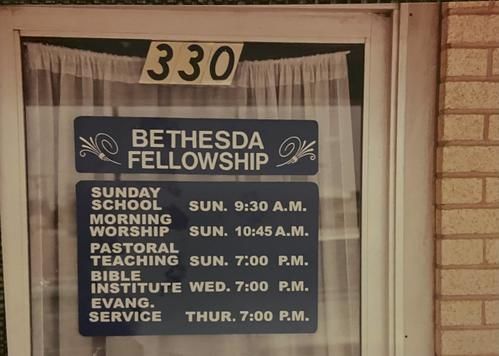 330
BETHESDA
FELLOWSHIP
SUNDAY
SCHOOL SUN. 9:30 A.M.
MORNING
WORSHIP SUN. 10:45 A.M.
PASTORAL
TEACHING SUN. 7:00 P.M.
BIBLE
INSTITUTE WED. 7:00 P.M.
EVANG.
SERVICE THUR. 7:00 P.M.